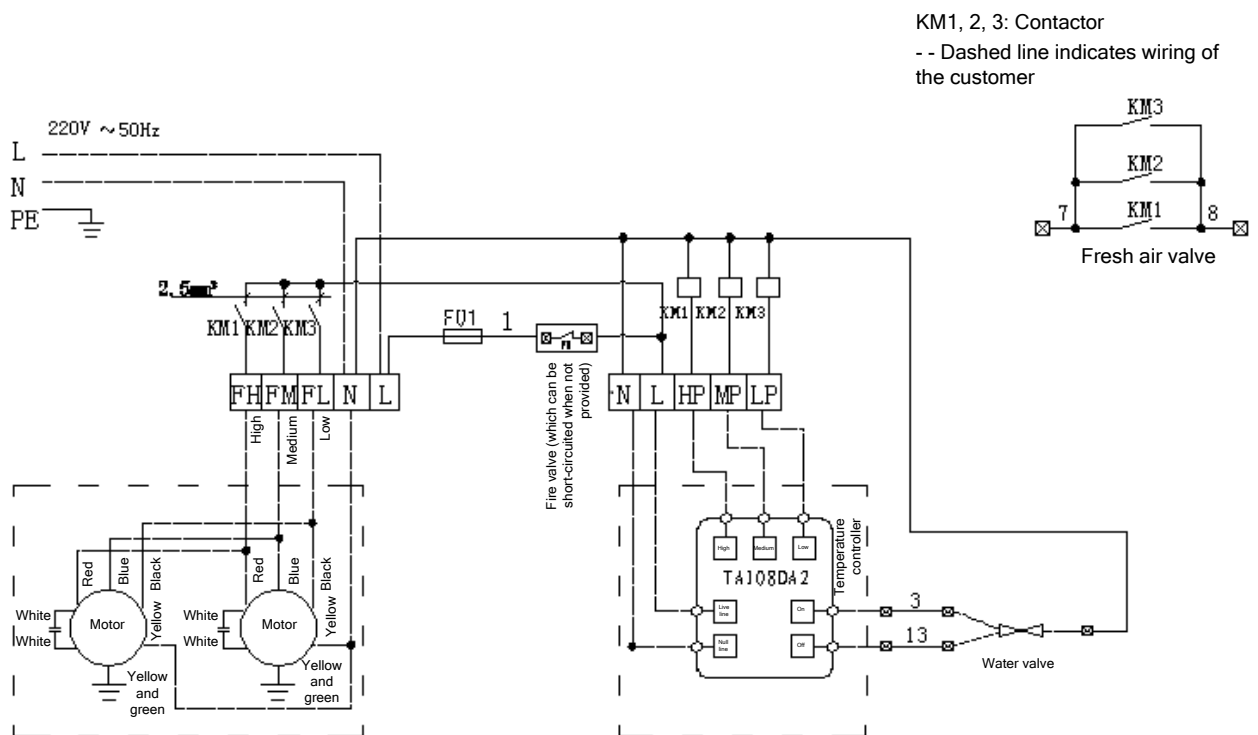 KM1, 2, 3: Contactor
- - Dashed line indicates wiring of
the customer
KM3
KM2
KM1
7
8
Fresh air valve
220V ~50Hz
L
N
PE
KM1
KM2
KM3
FU1
1
KM1
KM2
KM3
FH
FM
FL
N
L
N
L
HP
MP
LP
High
Medium
Low
Fire valve (which can be
short-circuited when not
provided)
High
Medium
Low
TA108DA2
Temperature
controller
Live
line
On
Null
line
Off
3
13
Water valve
Red
Blue
Black
Yellow
White
White
Motor
Yellow
and
green
Red
Blue
Black
Yellow
White
White
Motor
Yellow
and
green